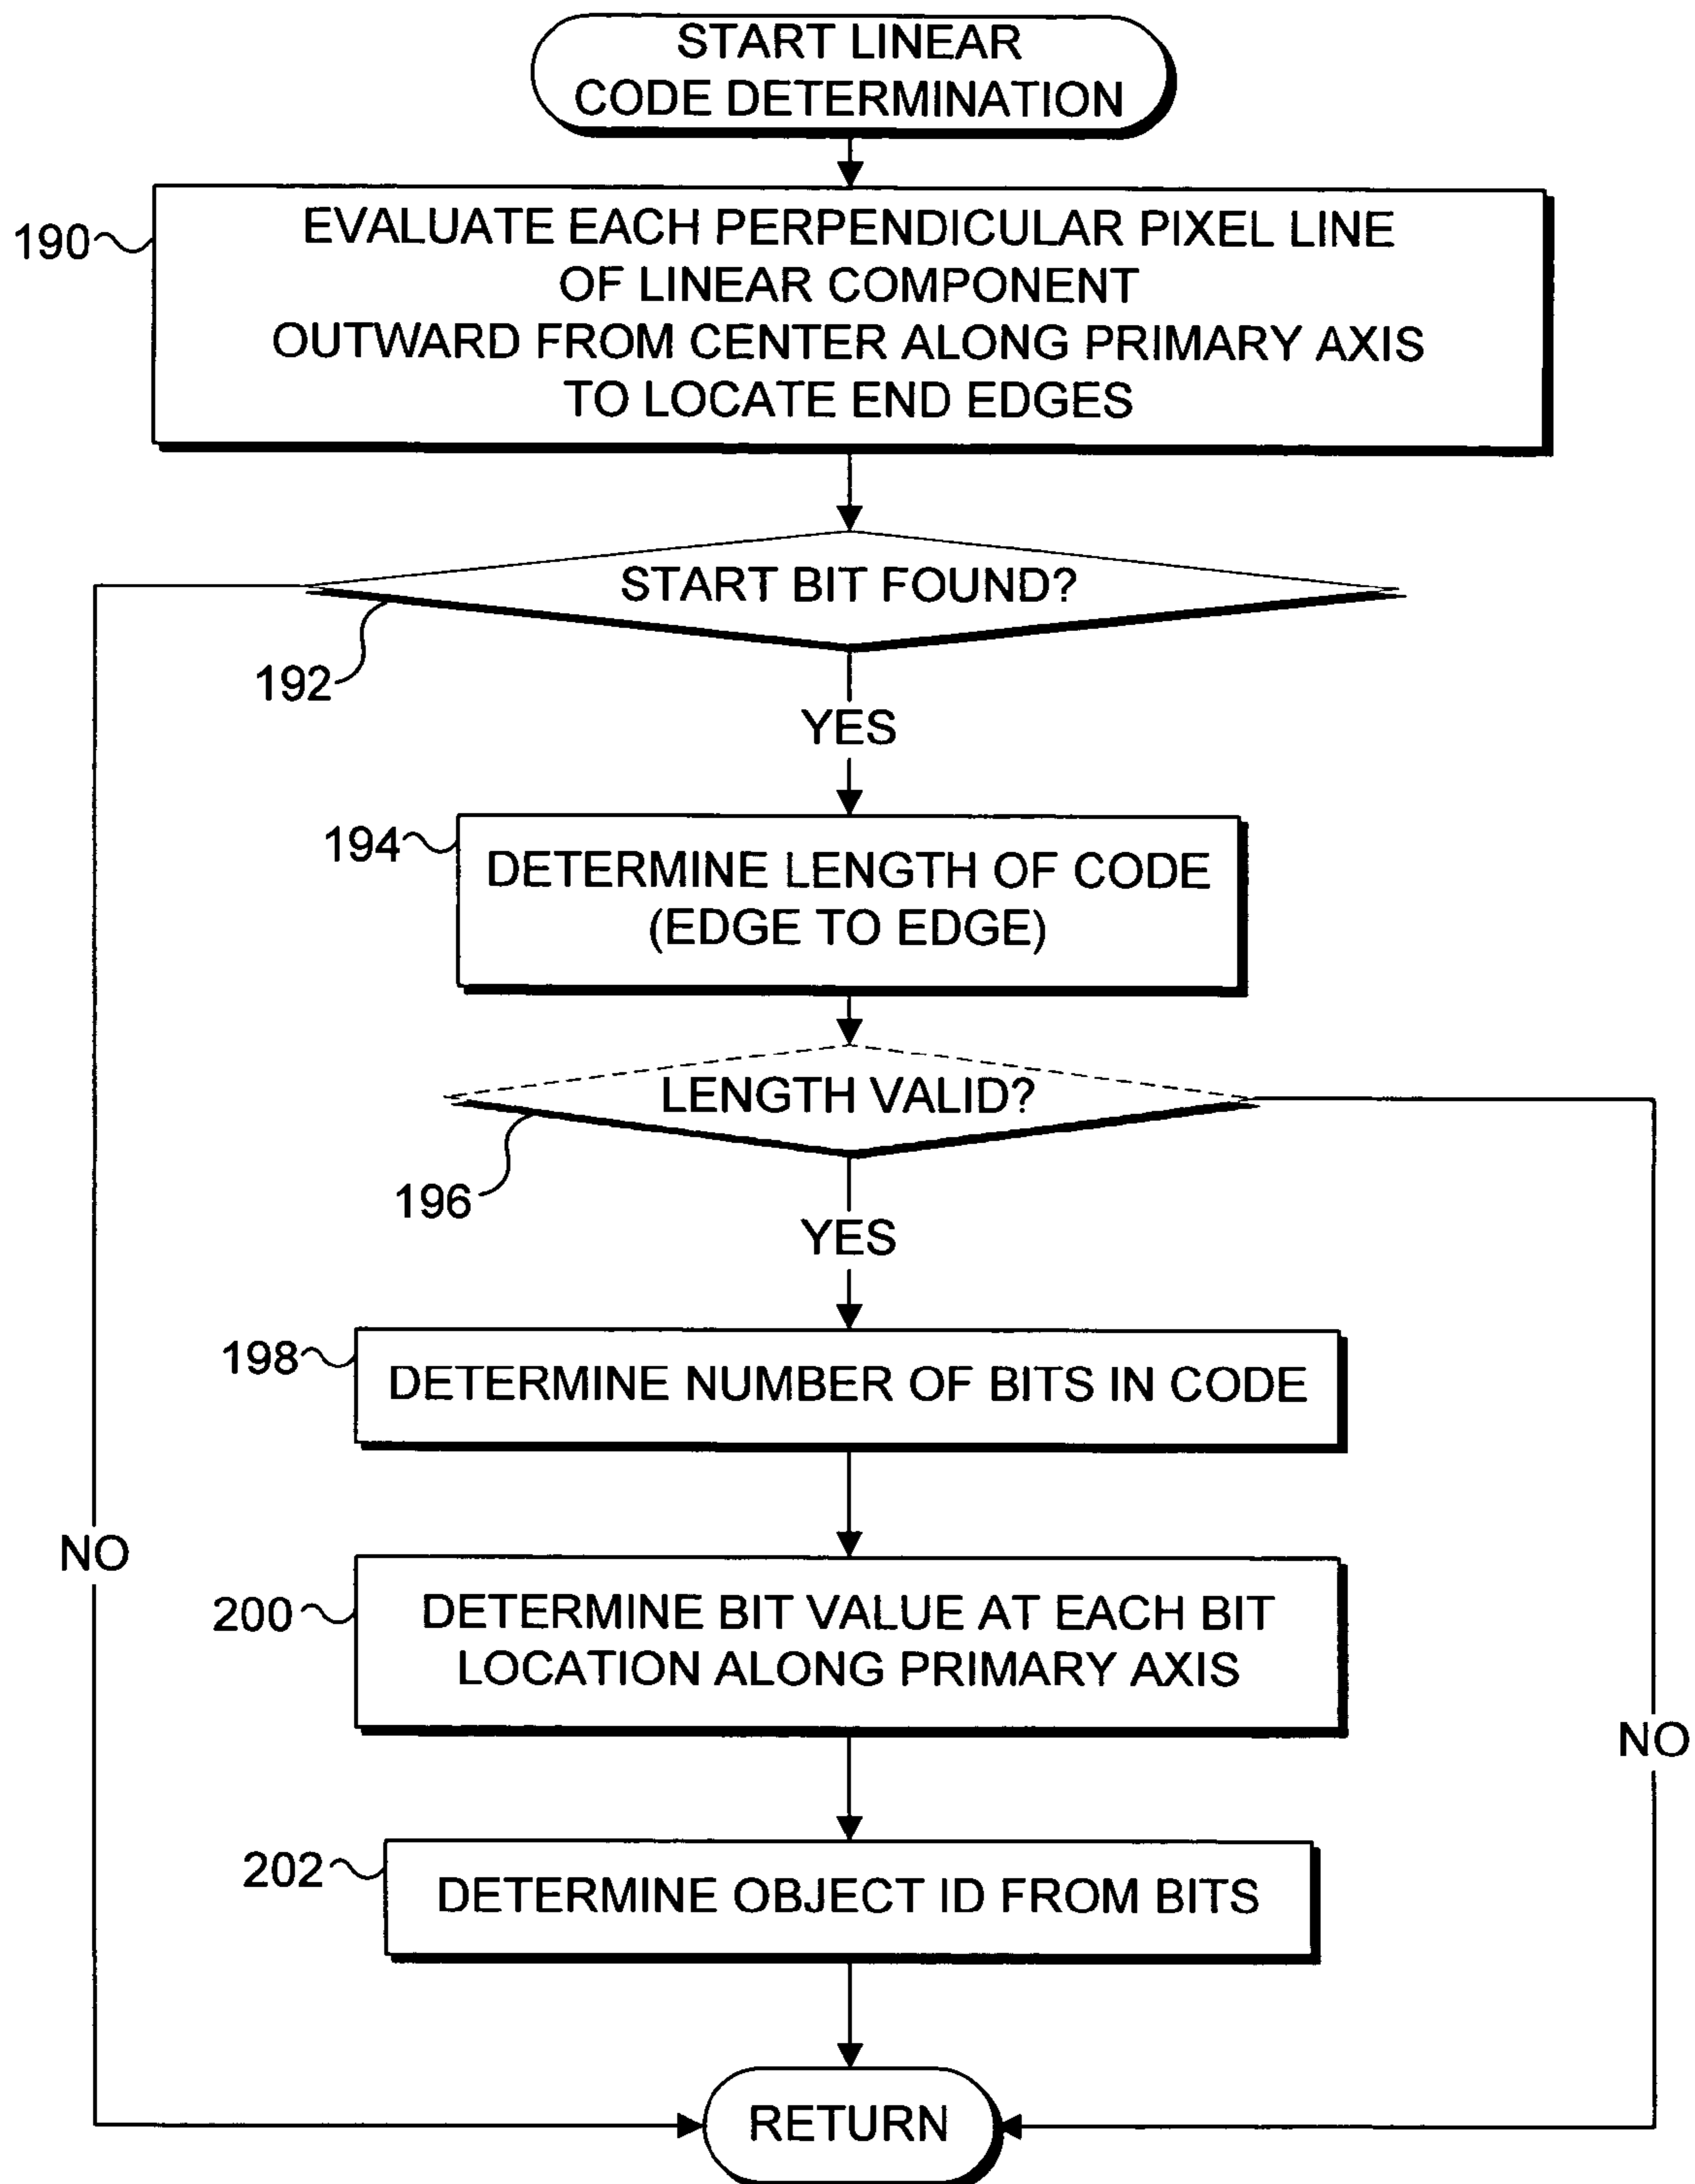 START LINEAR
CODE DETERMINATION
190
EVALUATE EACH PERPENDICULAR PIXEL LINE
OF LINEAR COMPONENT
OUTWARD FROM CENTER ALONG PRIMARY AXIS
TO LOCATE END EDGES
START BIT FOUND?
192
YES
194
DETERMINE LENGTH OF CODE
(EDGE TO EDGE)
LENGTH VALID?
196
YES
198
DETERMINE NUMBER OF BITS IN CODE
NO
200
DETERMINE BIT VALUE AT EACH BIT
LOCATION ALONG PRIMARY AXIS
NO
202
DETERMINE OBJECT ID FROM BITS
RETURN